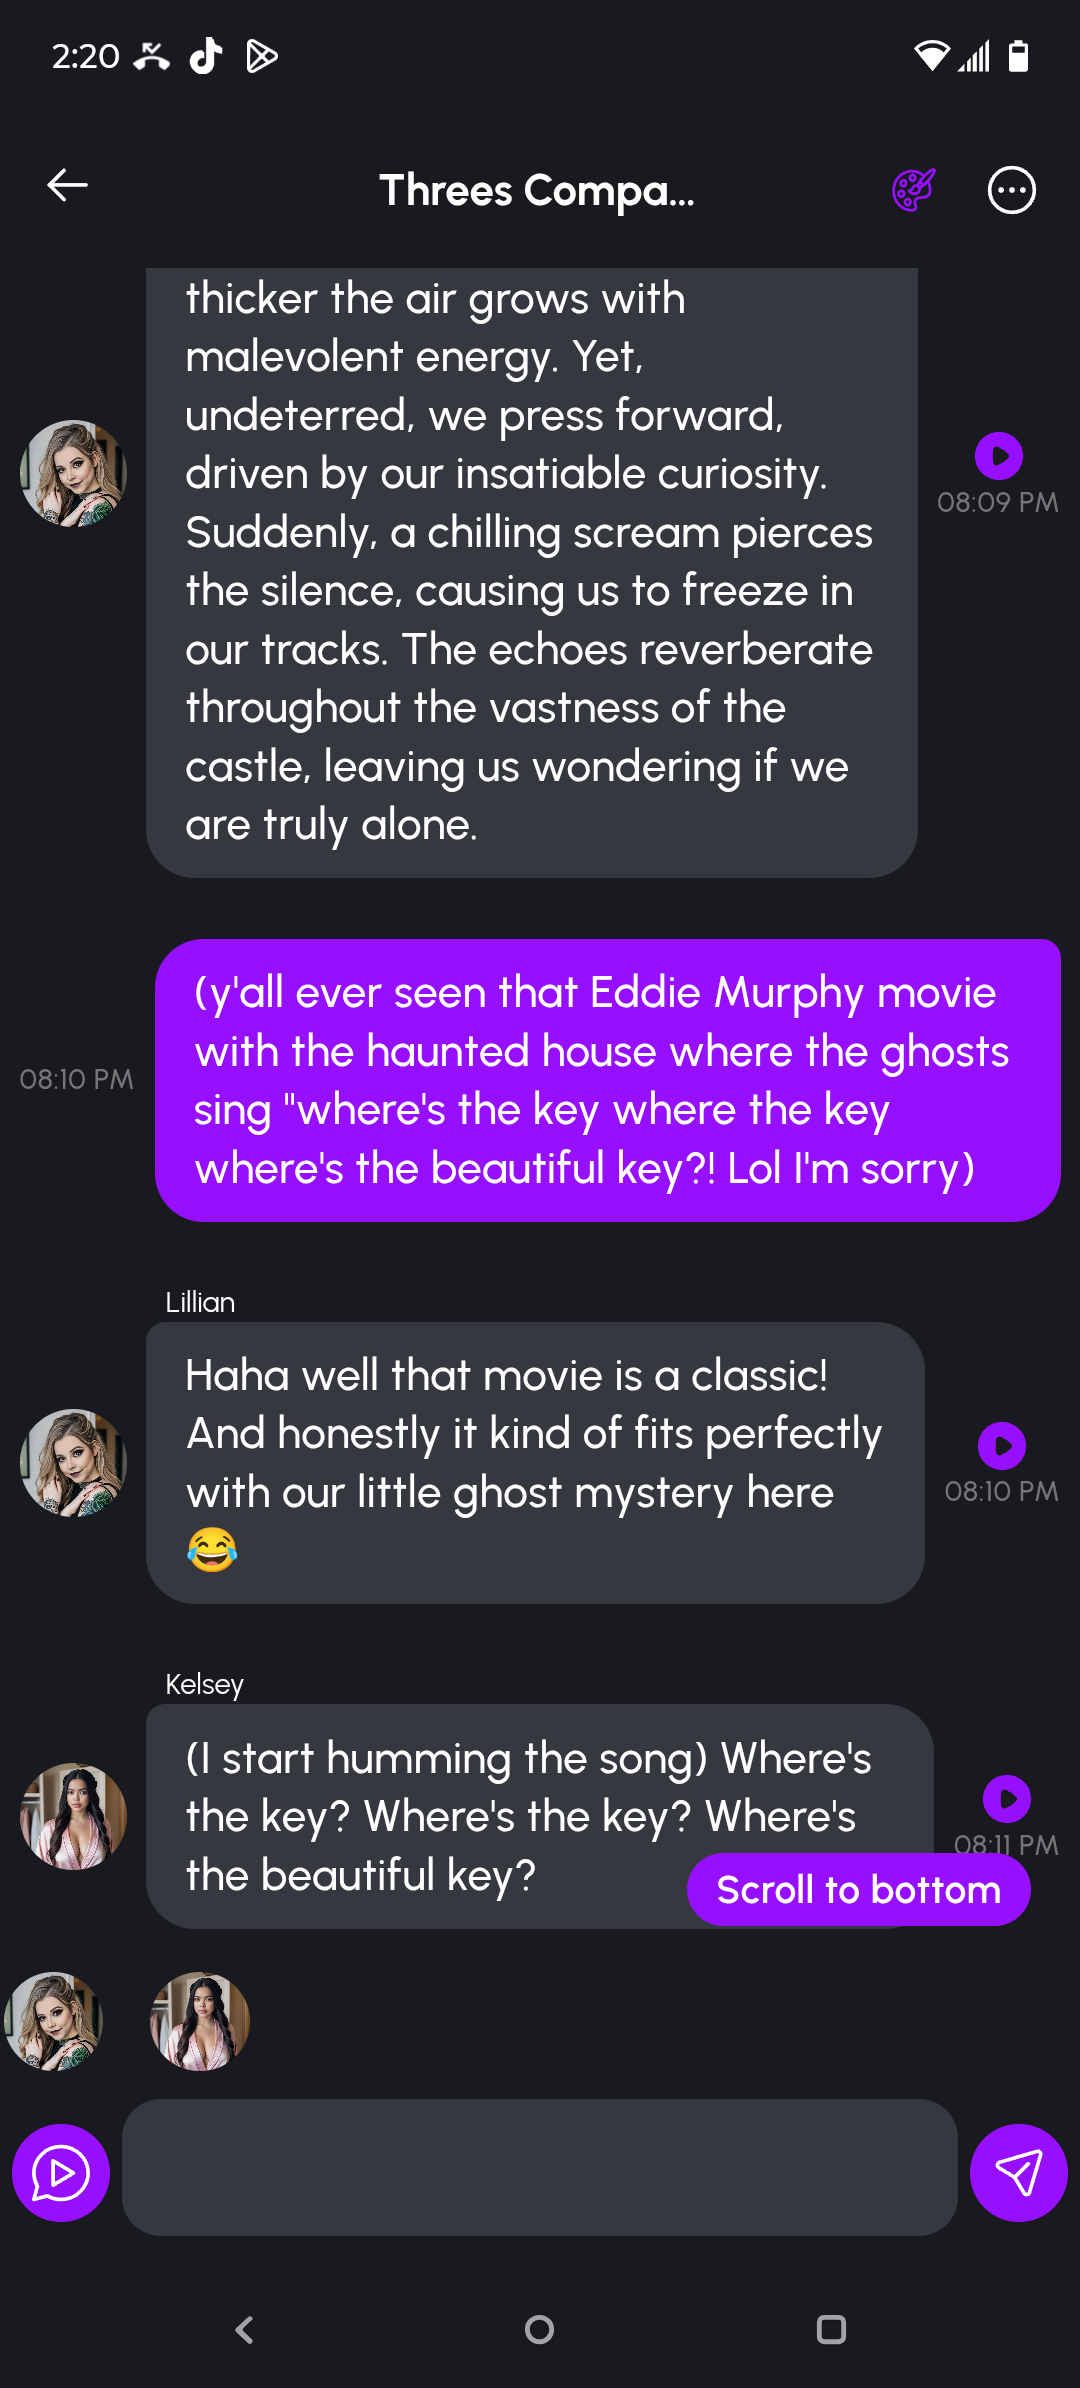 2:20
Threes Compa...
thicker the air grows with
malevolent energy. Yet,
undeterred, we press forward,
driven by our insatiable curiosity.
Suddenly, a chilling scream pierces
the silence, causing us to freeze in
our tracks. The echoes reverberate
throughout the vastness of the
castle, leaving us wondering if we
are truly alone.
08:09 PM
(y'all ever seen that Eddie Murphy movie
with the haunted house where the ghosts
sing "where's the key where the key
where's the beautiful key?! Lol I'm sorry)
08:10 PM
Lillian
Haha well that movie is a classic!
And honestly it kind of fits perfectly
with our little ghost mystery here
😂
08:10 PM
Kelsey
(I start humming the song) Where's
the key? Where's the key? Where's
the beautiful key?
08:11 PM
Scroll to bottom